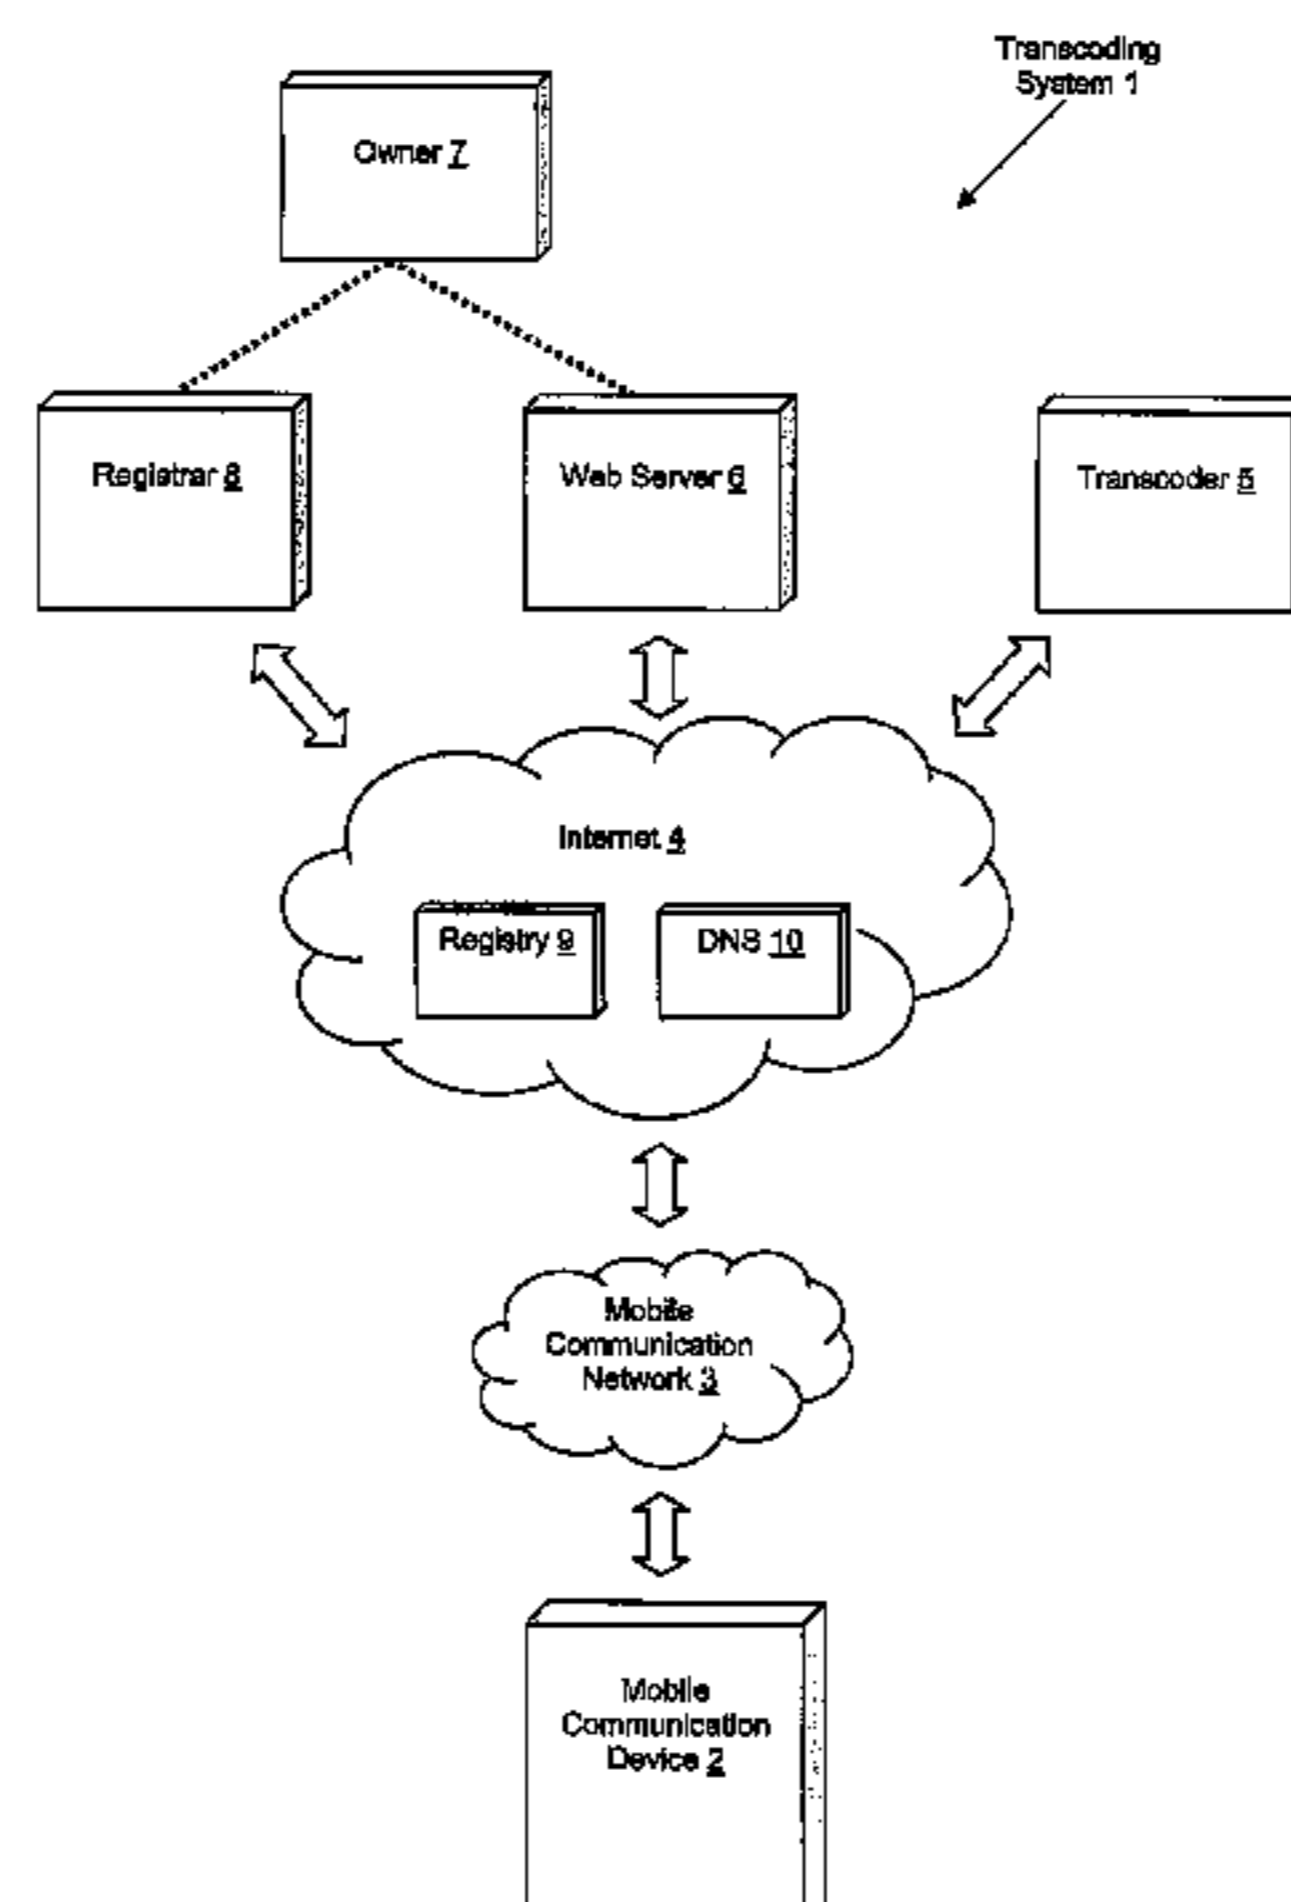 Transcoding
System 1
Owner 7
Registrar 8
Web Server 6
Transcoder 5
Internet 4
Registry 9
DNS 10
Mobile
Communication
Network 3
Mobile
Communication
Device 2